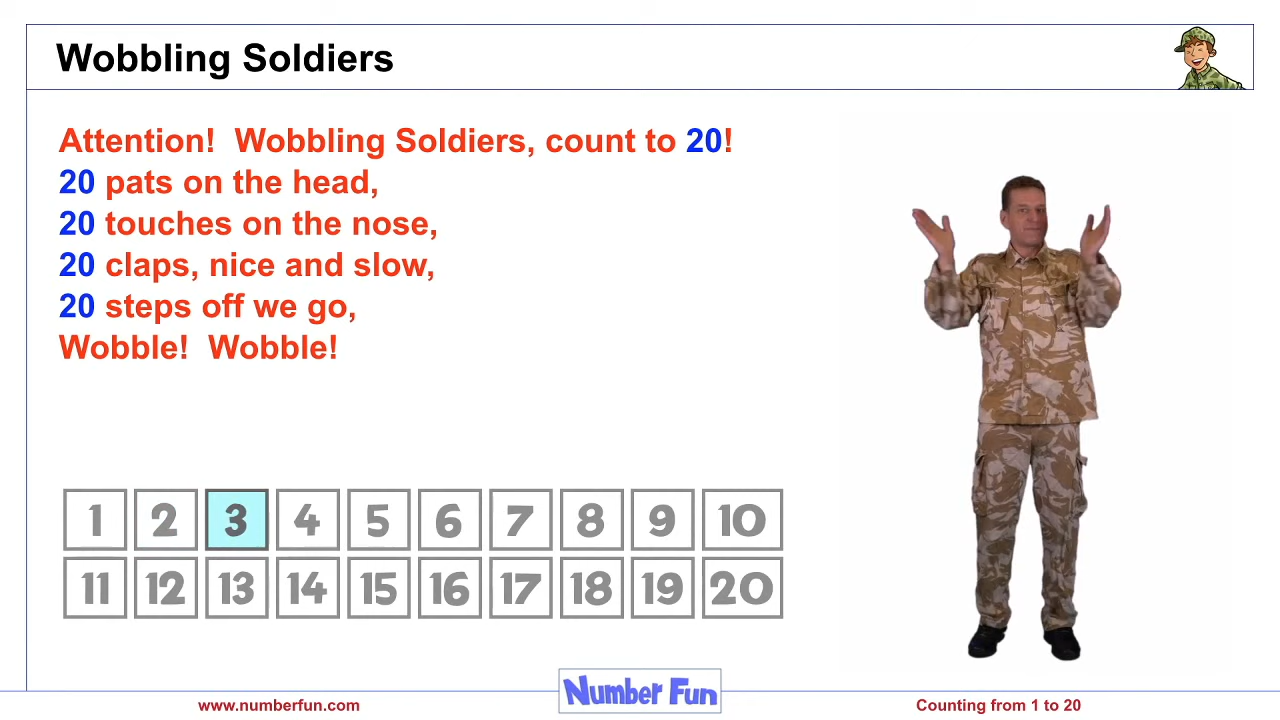 Wobbling Soldiers
Attention!  Wobbling Soldiers, count to 20!
20 pats on the head,
20 touches on the nose,
20 claps, nice and slow,
20 steps off we go,
Wobble!  Wobble!
1 2 3 4 5 6 7 8 9 10
11 12 13 14 15 16 17 18 19 20
www.numberfun.com
Number Fun
Counting from 1 to 20